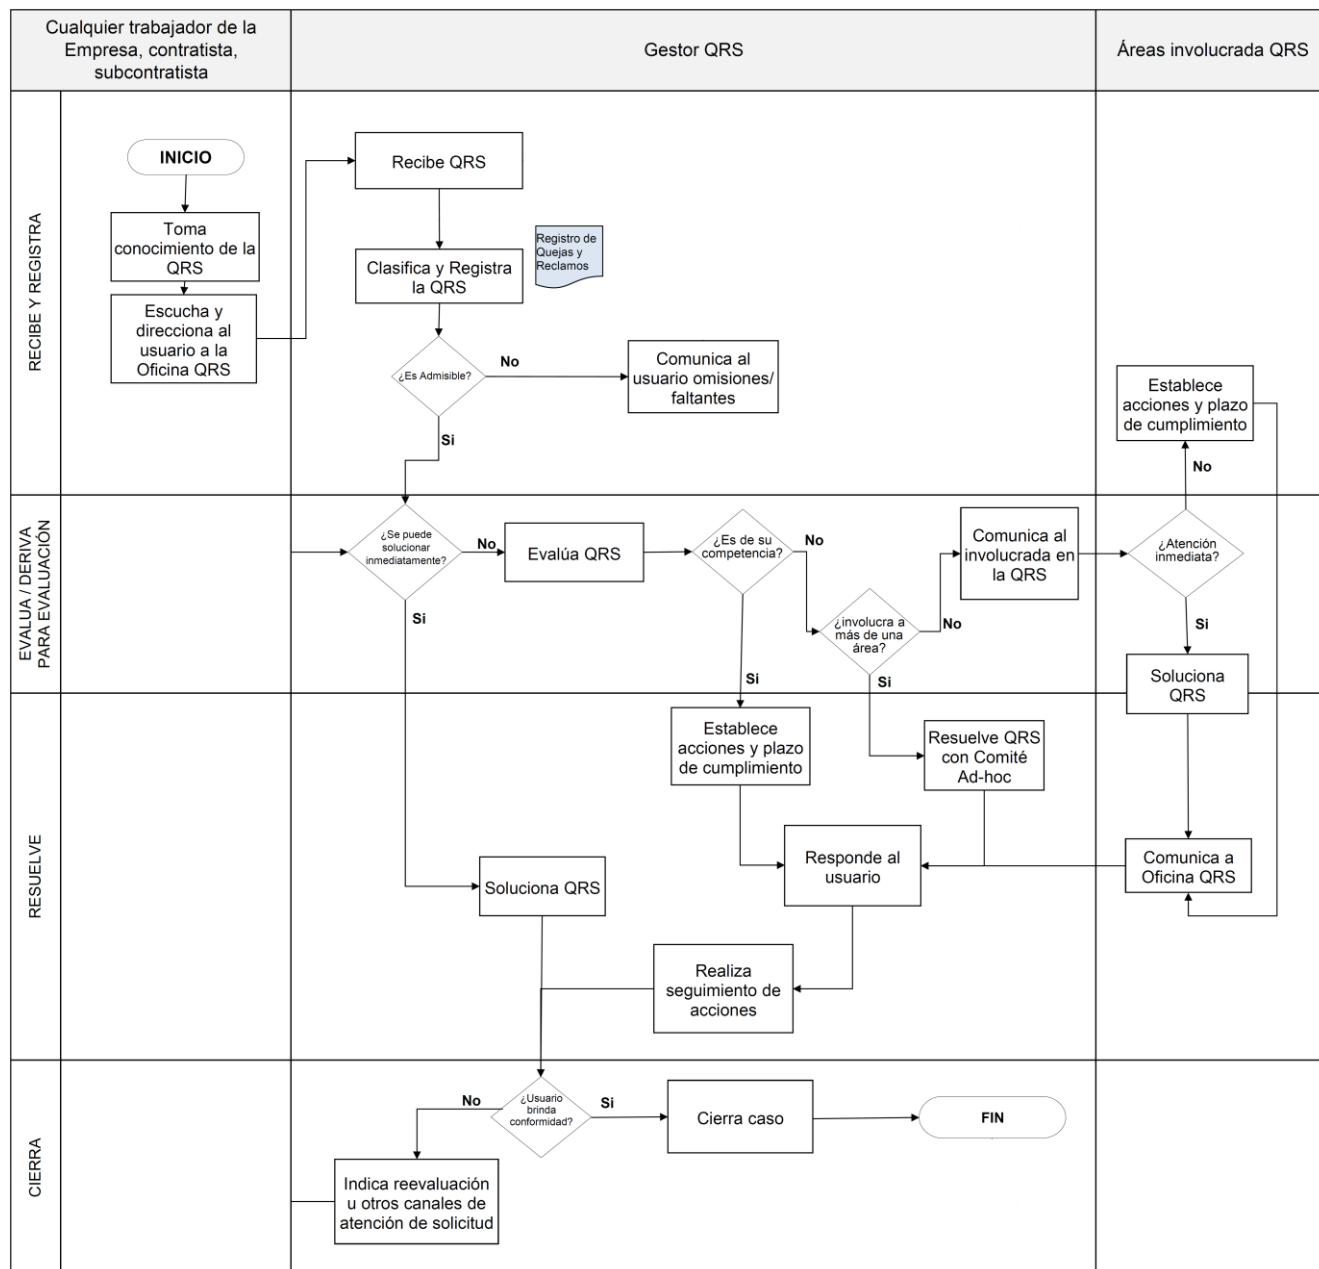 Cualquier trabajador de la
Empresa, contratista,
subcontratista
Gestor QRS
Áreas involucrada QRS
RECIBE Y REGISTRA
INICIO
Toma
conocimiento de la
QRS
Escucha y
direcciona al
usuario a la
Oficina QRS
Recibe QRS
Clasifica y Registra
la QRS
Registro de
Quejas y
Reclamos
¿Es Admisible?
No
Comunica al
usuario omisiones/
faltantes
Si
Establece
acciones y plazo
de cumplimiento
No
EVALUA / DERIVA
PARA EVALUACIÓN
¿Se puede
solucionar
inmediatamente?
No
Evalúa QRS
¿Es de su
competencia?
No
¿involucra a
más de una
área?
No
Comunica al
involucrada en
la QRS
¿Atención
inmediata?
Si
Si
Si
Si
Soluciona
QRS
RESUELVE
Establece
acciones y plazo
de cumplimiento
Resuelve QRS
con Comité
Ad-hoc
Soluciona QRS
Responde al
usuario
Comunica a
Oficina QRS
Realiza
seguimiento de
acciones
CIERRA
¿Usuario
brinda
conformidad?
No
Si
Cierra caso
FIN
Indica reevaluación
u otros canales de
atención de solicitud